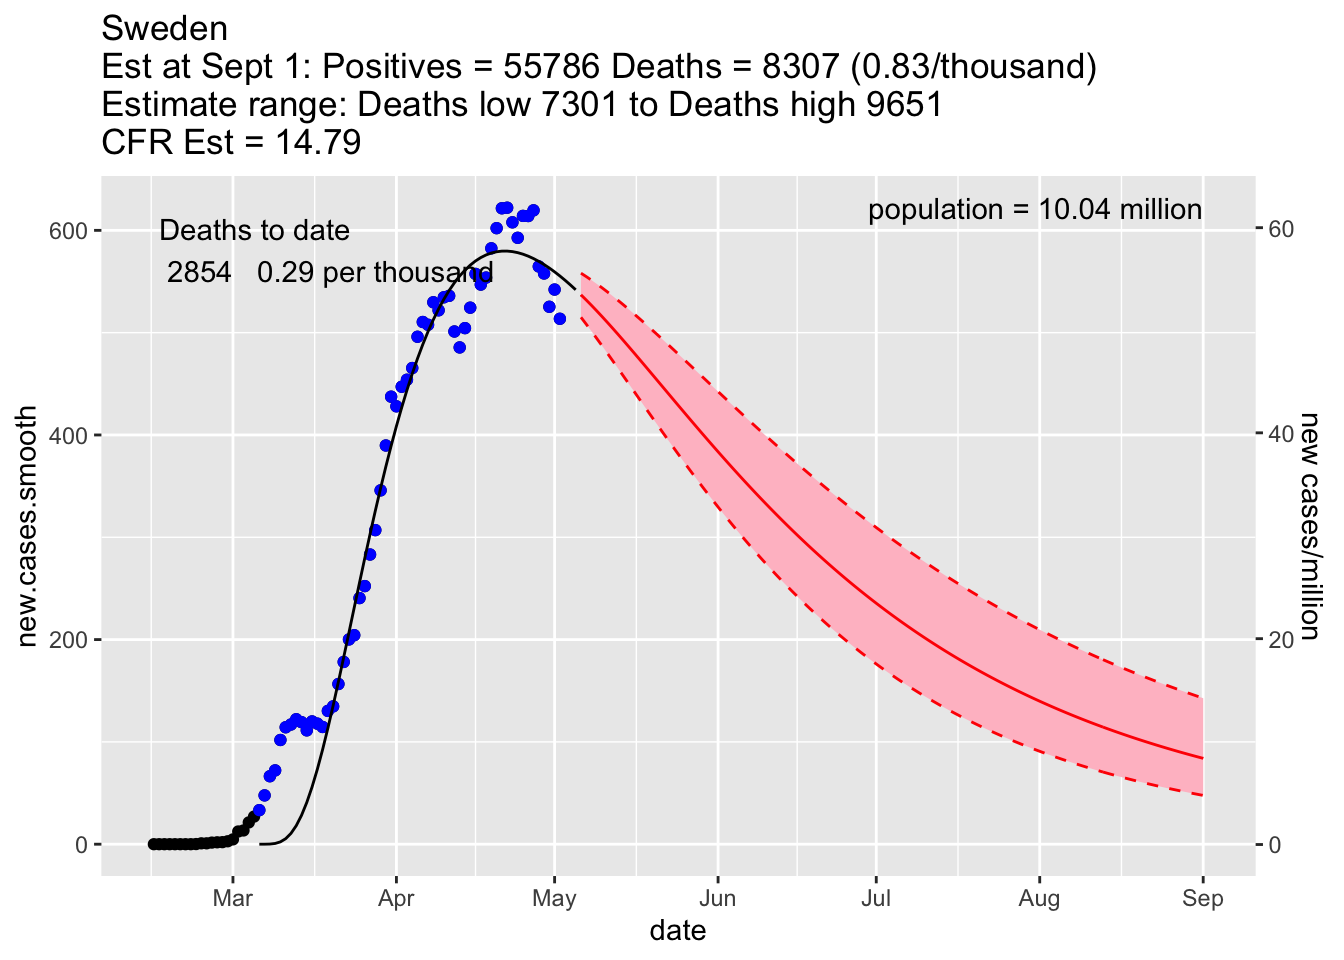 Sweden
Est at Sept 1: Positives = 55786 Deaths = 8307 (0.83/thousand)
Estimate range: Deaths low 7301 to Deaths high 9651
CFR Est = 14.79
population = 10.04 million
Deaths to date
2854 0.29 per thousand
600
400
200
0
new.cases.smooth
60
40
20
0
new cases/million
Mar Apr May Jun Jul Aug Sep
date